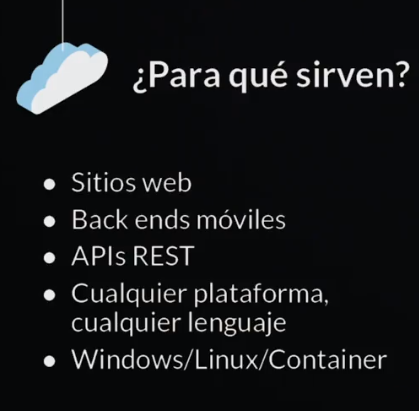 ¿Para qué sirven?
● Sitios web
● Back ends móviles
● APIs REST
● Cualquier plataforma,
cualquier lenguaje
● Windows/Linux/Container